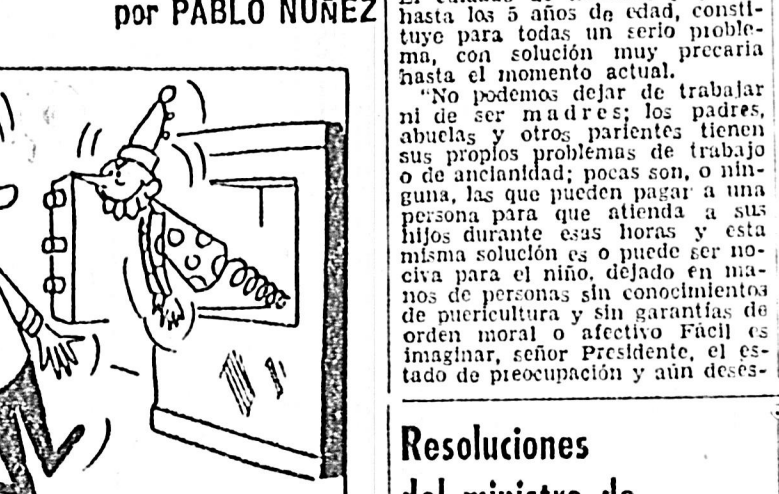 por PABLO NUÑEZ
hasta los 5 años de edad, consti-
tuye para todas un serio proble-
ma, con solución muy precaria
hasta el momento actual.
"No podemos dejar de trabajar
ni de ser madres; los padres,
abuelas y otros parientes tienen
sus propios problemas de trabajo
o de ancianidad; pocas son, o nin-
guna, las que pueden pagar a una
persona para que atienda a sus
hijos durante esas horas y esta
misma solución es o puede ser no-
civa para el niño, dejado en ma-
nos de personas sin conocimientos
de puericultura y sin garantías de
orden moral o afectivo Fácil es
imaginar, señor Presidente, el es-
tado de preocupación y aún deses-
Resoluciones
del ministro de